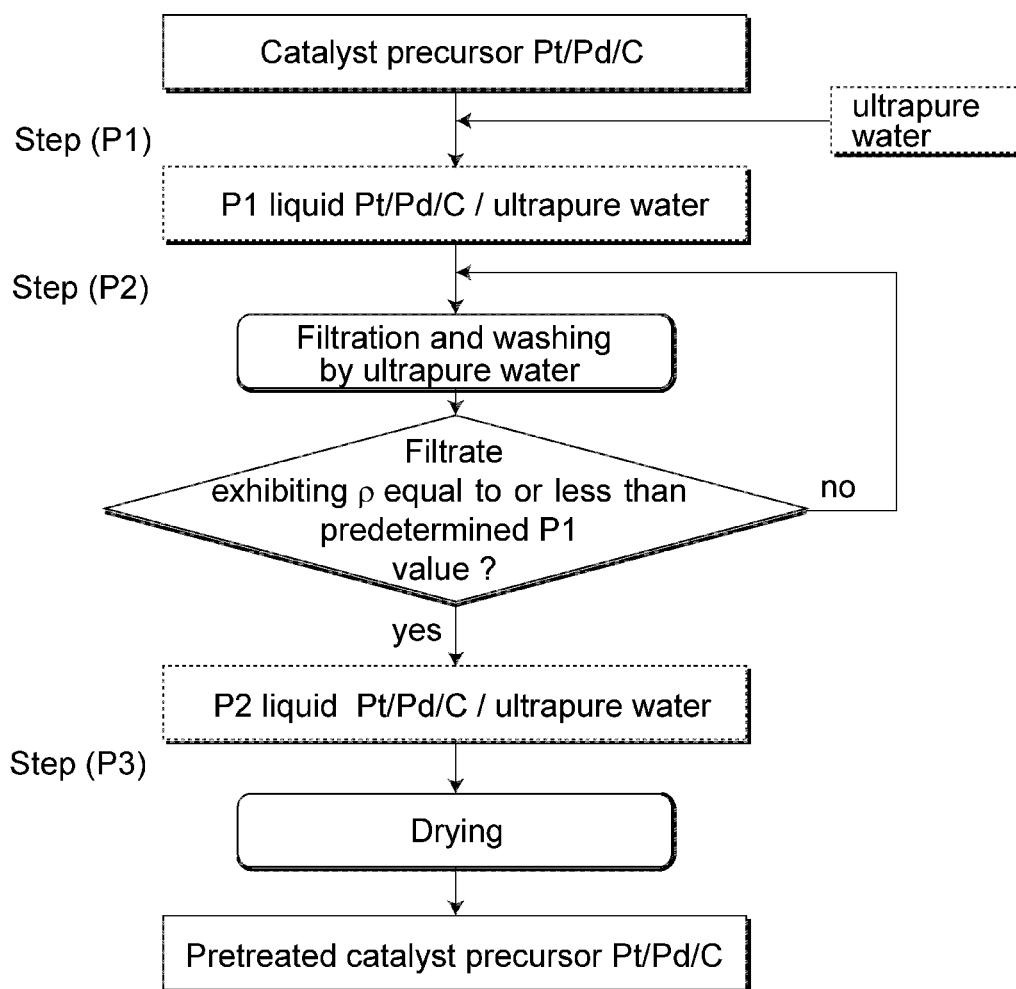 Catalyst precursor Pt/Pd/C
ultrapure
water
Step (P1)
P1 liquid Pt/Pd/C / ultrapure water
Step (P2)
Filtration and washing
by ultrapure water
Filtrate
exhibiting ρ equal to or less than
predetermined P1
value ?
no
yes
P2 liquid Pt/Pd/C / ultrapure water
Step (P3)
Drying
Pretreated catalyst precursor Pt/Pd/C